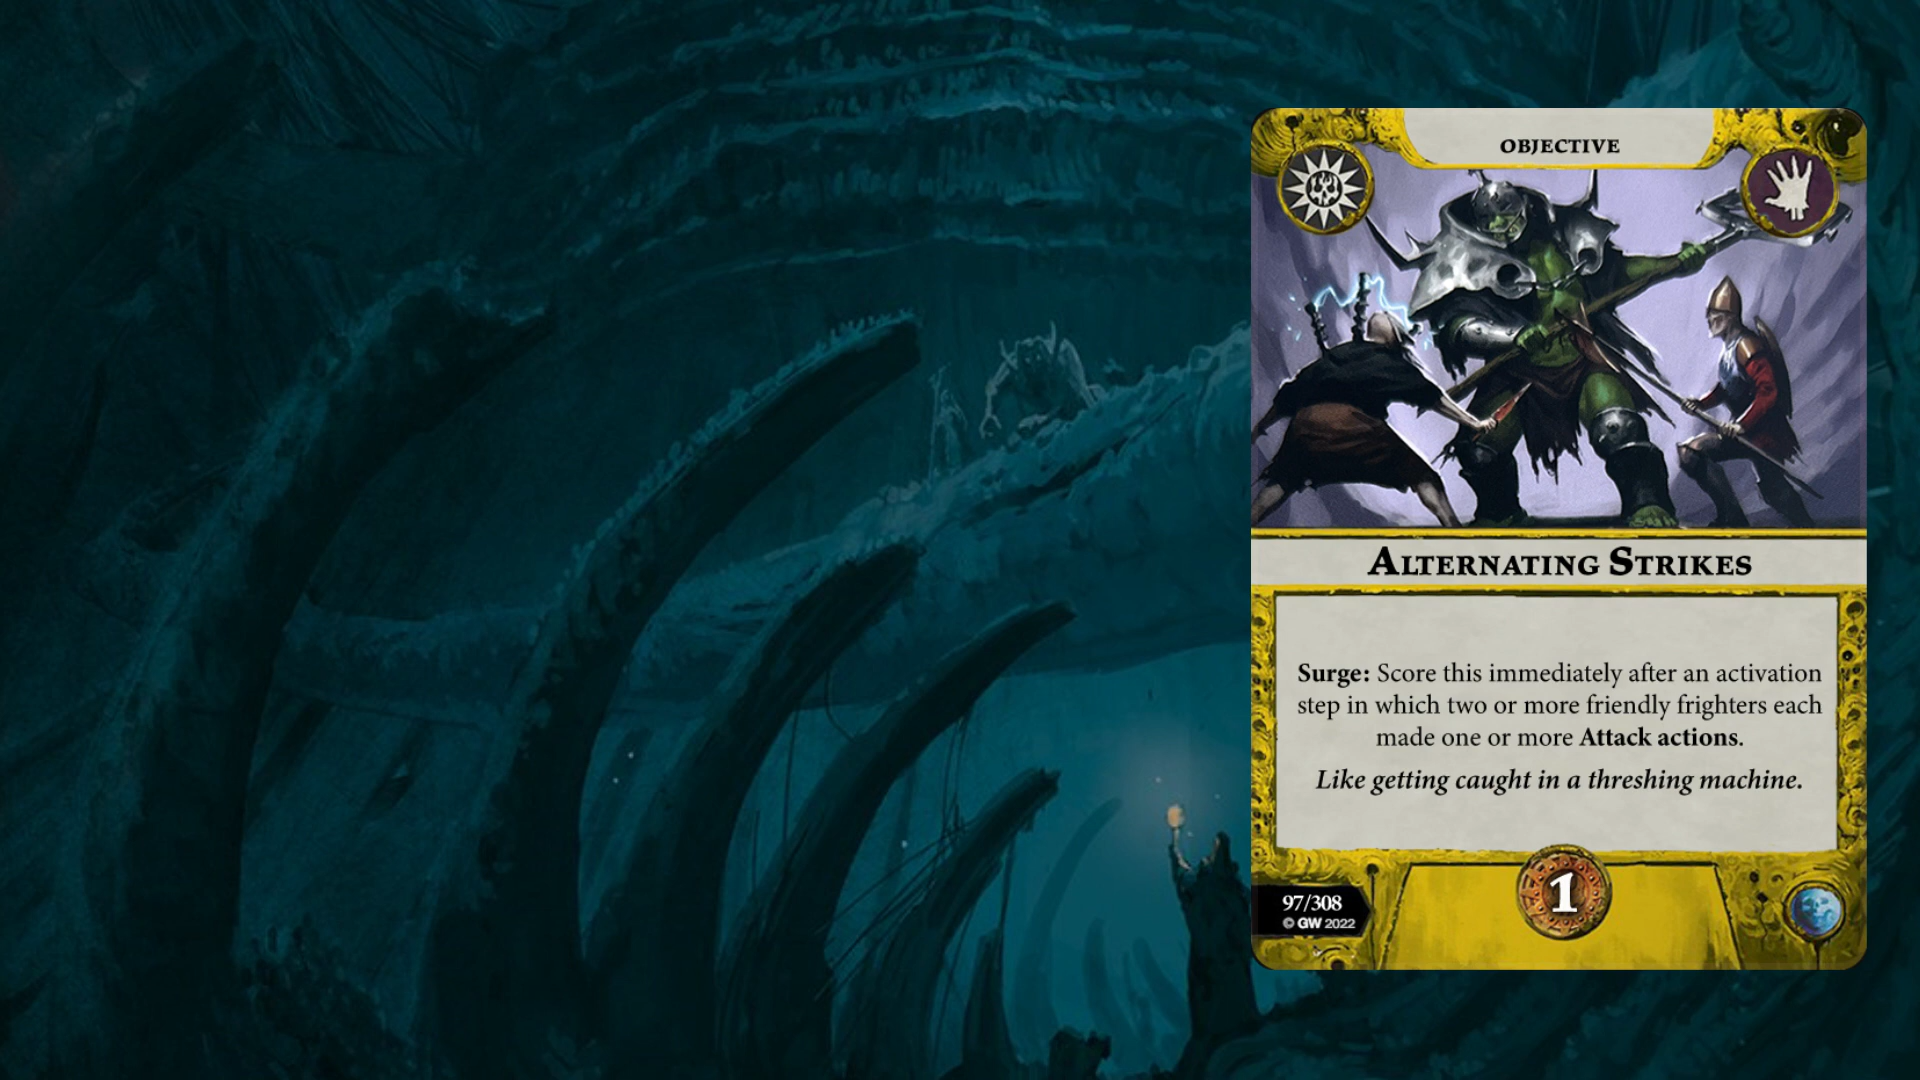 OBJECTIVE
ALTERNATING STRIKES
Surge: Score this immediately after an activation
step in which two or more friendly frighters each
made one or more Attack actions.
Like getting caught in a threshing machine.
1
97/308
© GW 2022